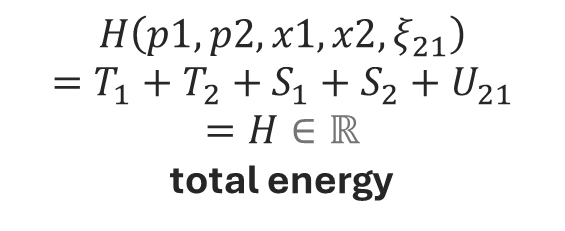 H(p1, p2, x1, x2, ξ₂₁)
= T₁ + T₂ + S₁ + S₂ + U₂₁
= H ∈ ℝ
total energy